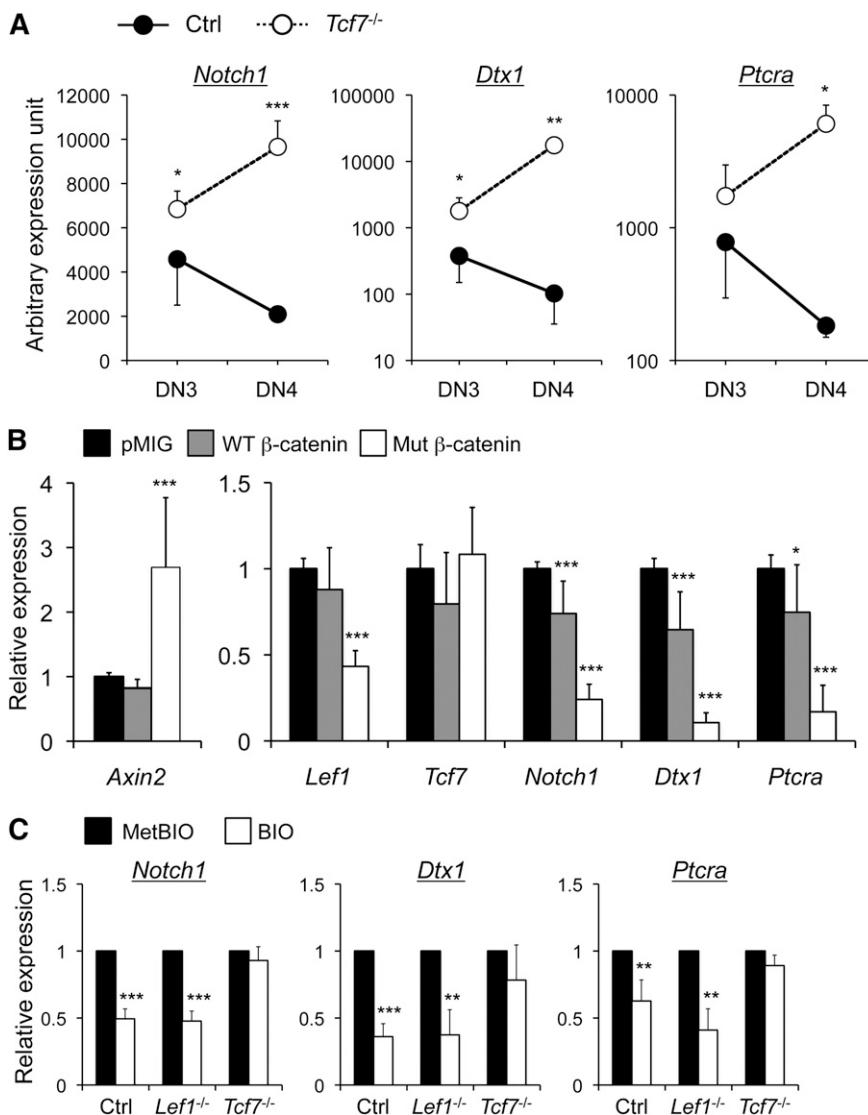 A
Ctrl Tcf7-/-
Notch1 Dtx1 Ptcra
Arbitrary expression unit
12000
10000
8000
6000
4000
2000
0
* ***
DN3 DN4
100000
10000
1000
100
10
* **
DN3 DN4
10000
1000
100
*
DN3 DN4
B
pMIG WT β-catenin Mut β-catenin
Relative expression
4
3
2
1
0
***
Axin2
1.5
1
0.5
0
*** *** *** *** *** * ***
Lef1 Tcf7 Notch1 Dtx1 Ptcra
C
MetBIO BIO
Notch1 Dtx1 Ptcra
Relative expression
1.5
1
0.5
0
*** ***
Ctrl Lef1-/- Tcf7-/-
1.5
1
0.5
0
*** **
Ctrl Lef1-/- Tcf7-/-
1.5
1
0.5
0
** **
Ctrl Lef1-/- Tcf7-/-